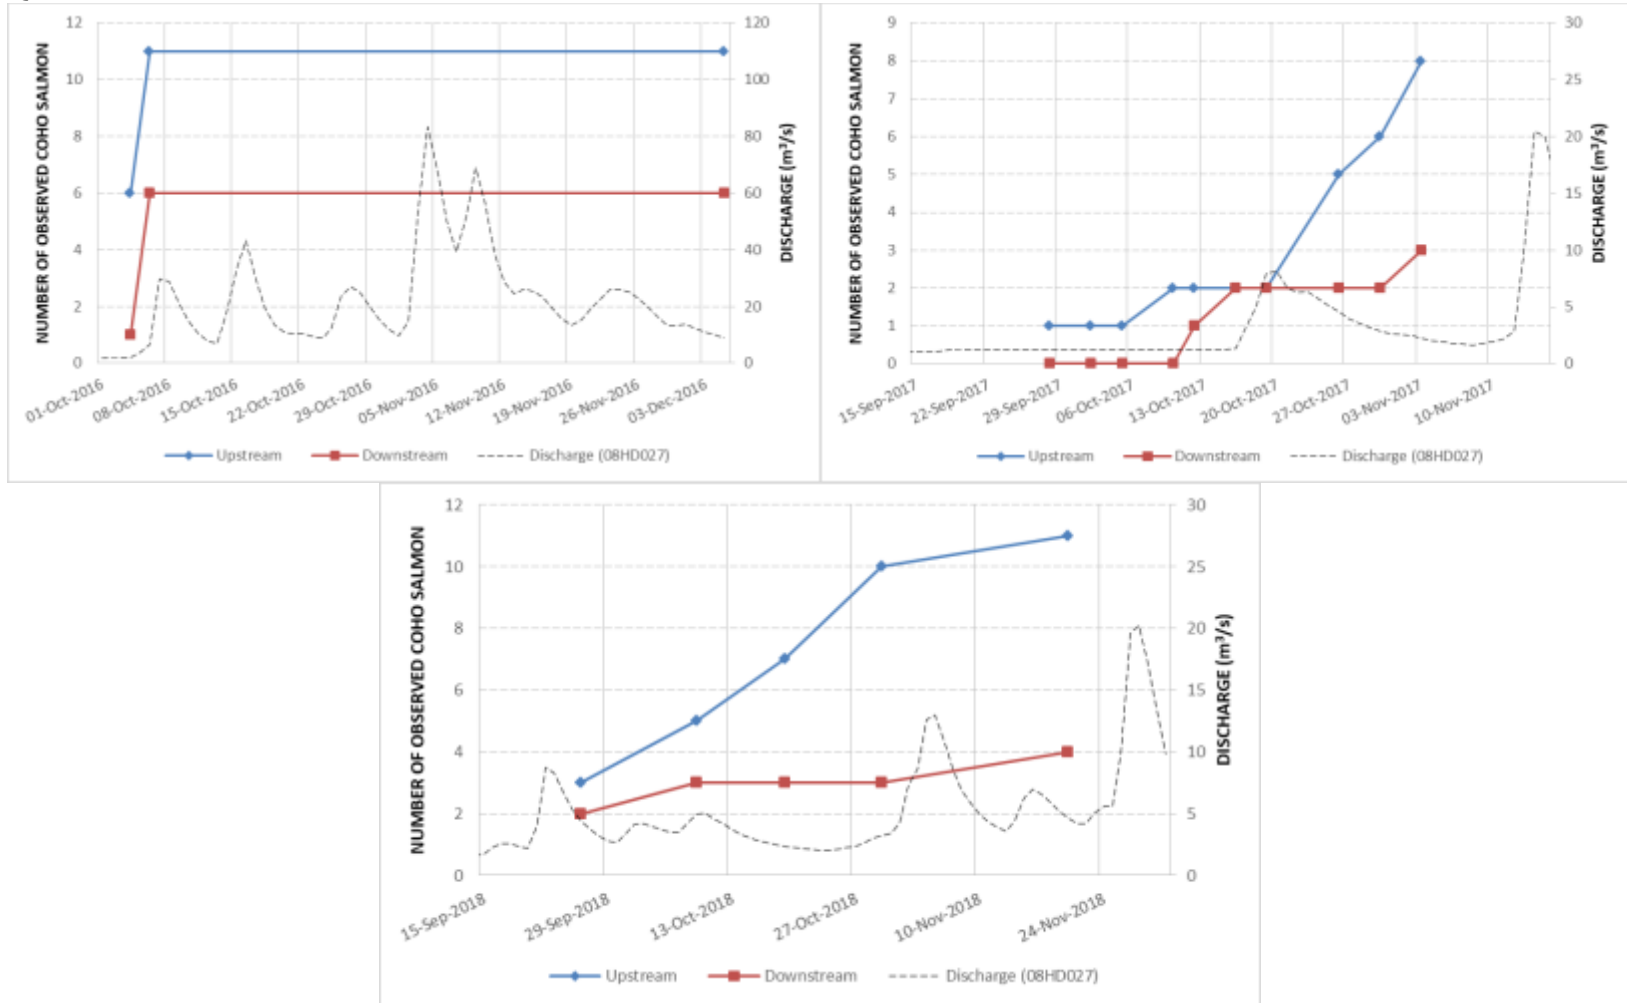 12
10
8
6
4
2
0
NUMBER OF OBSERVED COHO SALMON
120
100
80
60
40
20
0
DISCHARGE (m³/s)
01-Oct-2016
08-Oct-2016
15-Oct-2016
22-Oct-2016
29-Oct-2016
05-Nov-2016
12-Nov-2016
19-Nov-2016
26-Nov-2016
03-Dec-2016
Upstream Downstream Discharge (08HD027)
9
8
7
6
5
4
3
2
1
0
NUMBER OF OBSERVED COHO SALMON
30
25
20
15
10
5
0
DISCHARGE (m³/s)
15-Sep-2017
22-Sep-2017
29-Sep-2017
06-Oct-2017
13-Oct-2017
20-Oct-2017
27-Oct-2017
03-Nov-2017
10-Nov-2017
Upstream Downstream Discharge (08HD027)
12
10
8
6
4
2
0
NUMBER OF OBSERVED COHO SALMON
30
25
20
15
10
5
0
DISCHARGE (m³/s)
15-Sep-2018
29-Sep-2018
13-Oct-2018
27-Oct-2018
10-Nov-2018
24-Nov-2018
Upstream Downstream Discharge (08HD027)